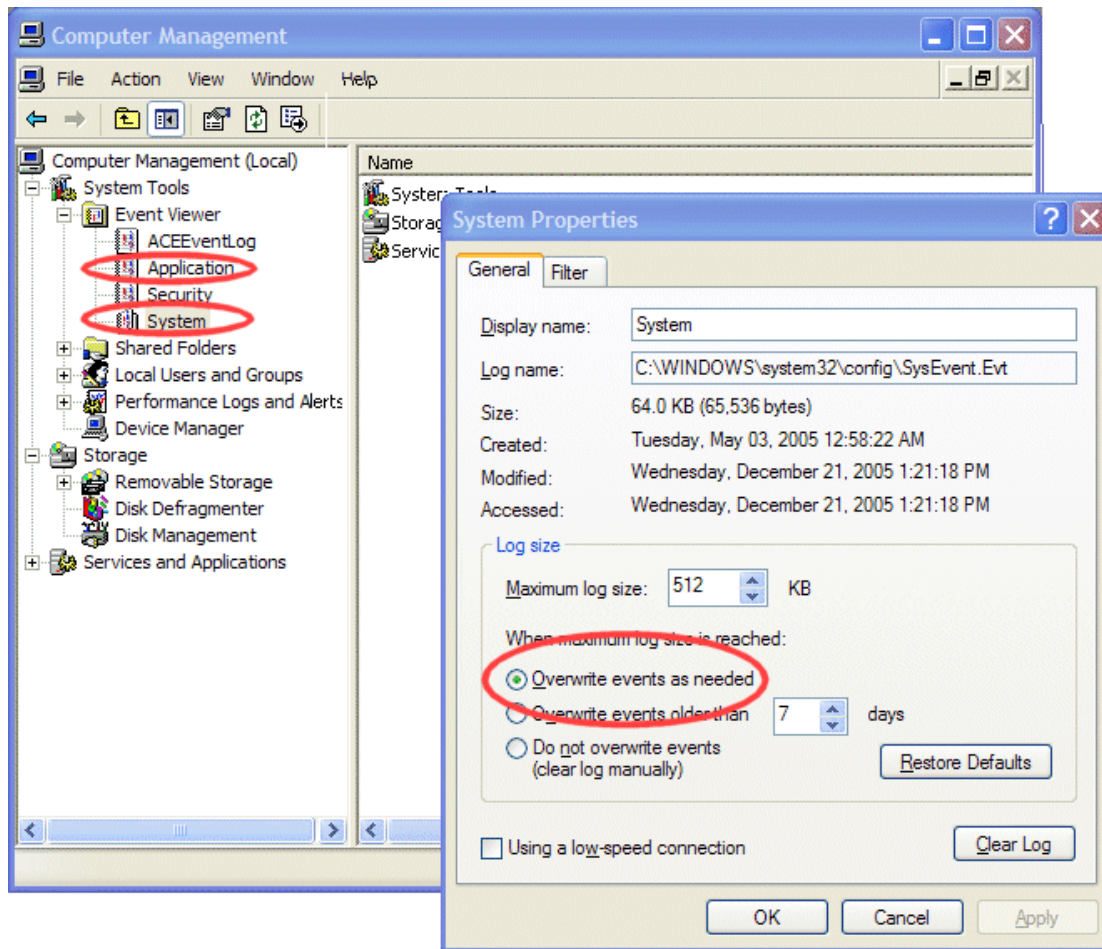 Computer Management
File Action View Window Help
Computer Management (Local)
System Tools
Event Viewer
ACEEventLog
Application
Security
System
Shared Folders
Local Users and Groups
Performance Logs and Alerts
Device Manager
Storage
Removable Storage
Disk Defragmenter
Disk Management
Services and Applications
Name
System Tools
Storag
Servic
System Properties
General Filter
Display name: System
Log name: C:\WINDOWS\system32\config\SysEvent.Evt
Size: 64.0 KB (65,536 bytes)
Created: Tuesday, May 03, 2005 12:58:22 AM
Modified: Wednesday, December 21, 2005 1:21:18 PM
Accessed: Wednesday, December 21, 2005 1:21:18 PM
Log size
Maximum log size: 512 KB
When maximum log size is reached:
Overwrite events as needed
Overwrite events older than 7 days
Do not overwrite events
(clear log manually)
Restore Defaults
Using a low-speed connection
Clear Log
OK Cancel Apply